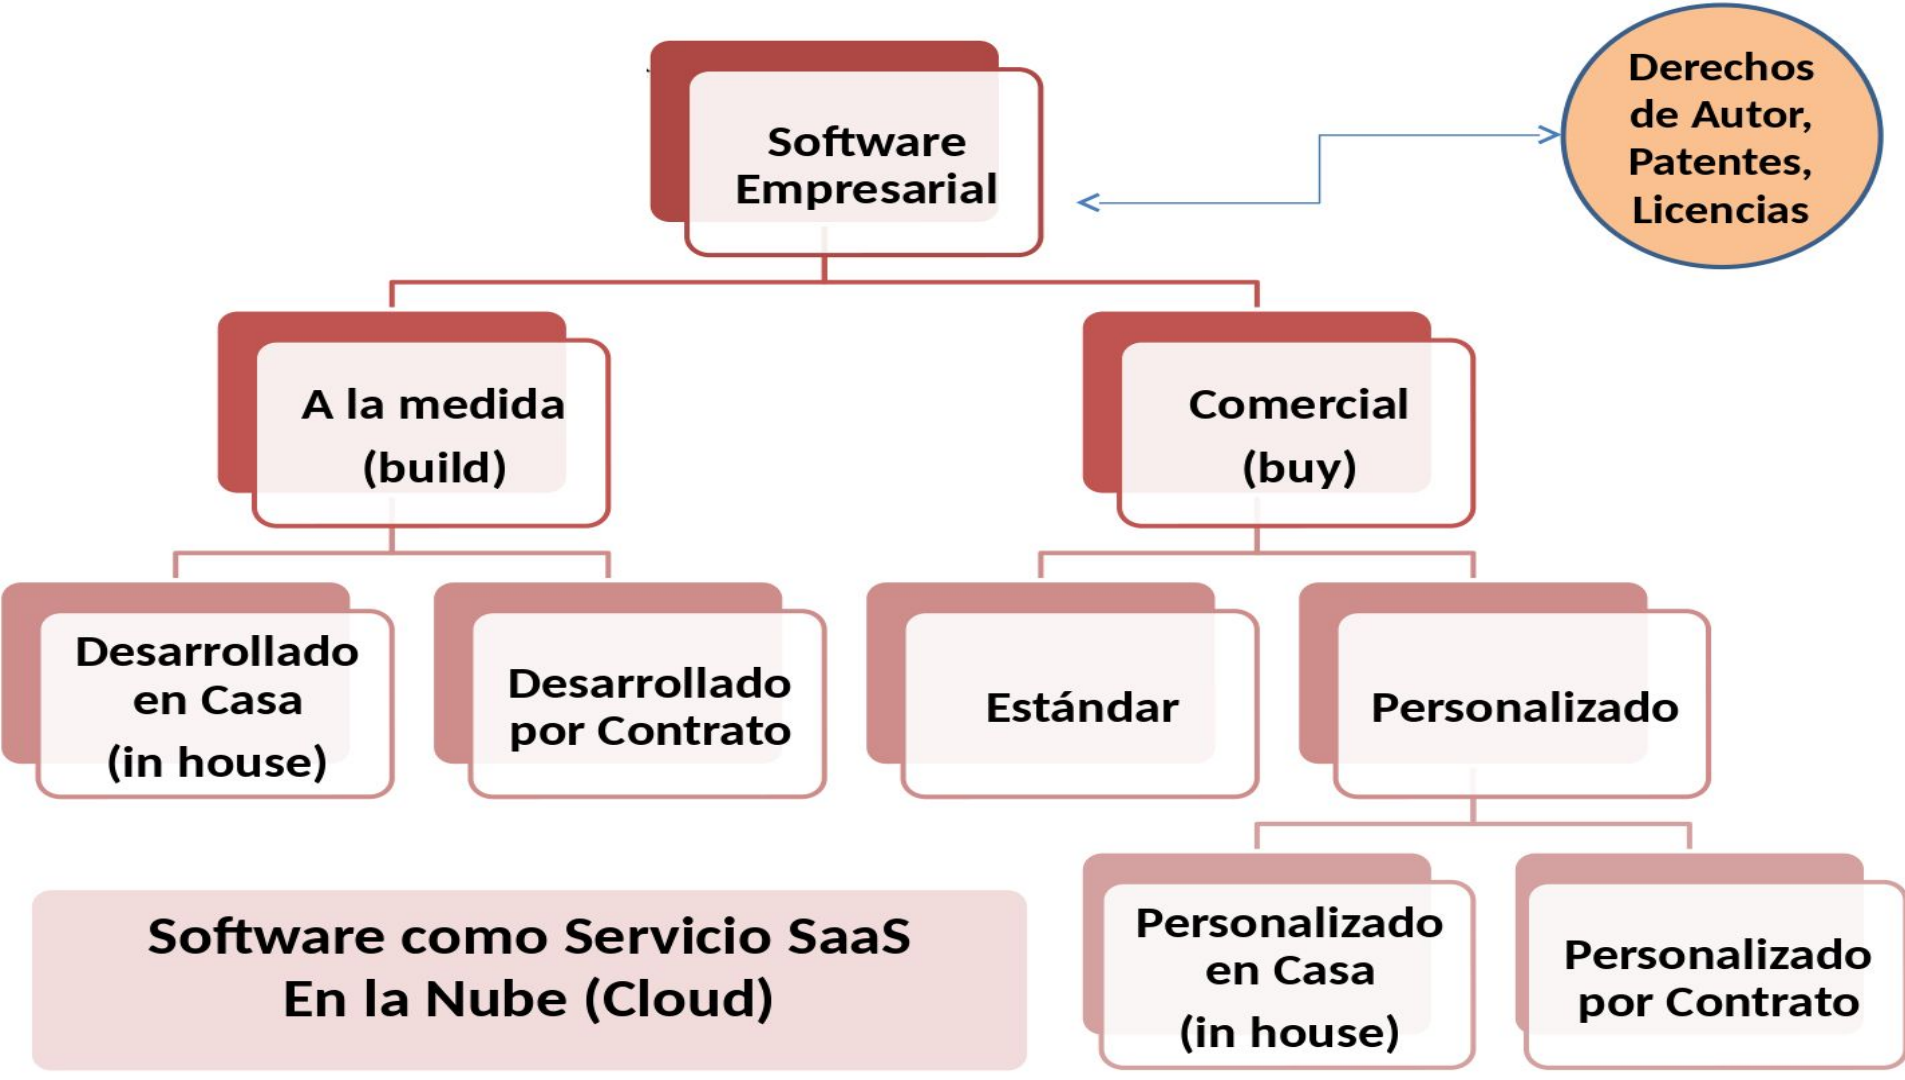 Software
Empresarial
Derechos
de Autor,
Patentes,
Licencias
A la medida
(build)
Comercial
(buy)
Desarrollado
en Casa
(in house)
Desarrollado
por Contrato
Estándar
Personalizado
Software como Servicio SaaS
En la Nube (Cloud)
Personalizado
en Casa
(in house)
Personalizado
por Contrato